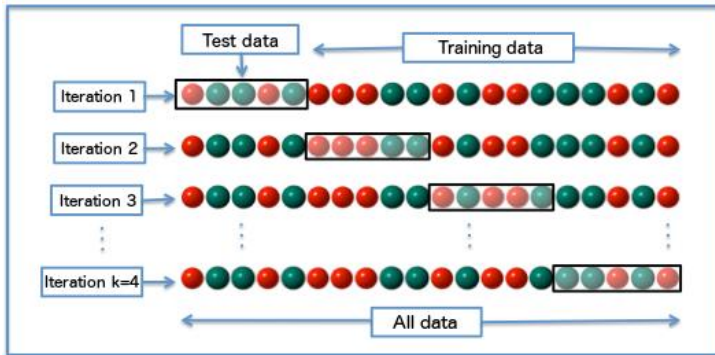 Test data
Training data
Iteration 1
Iteration 2
Iteration 3
Iteration k=4
All data